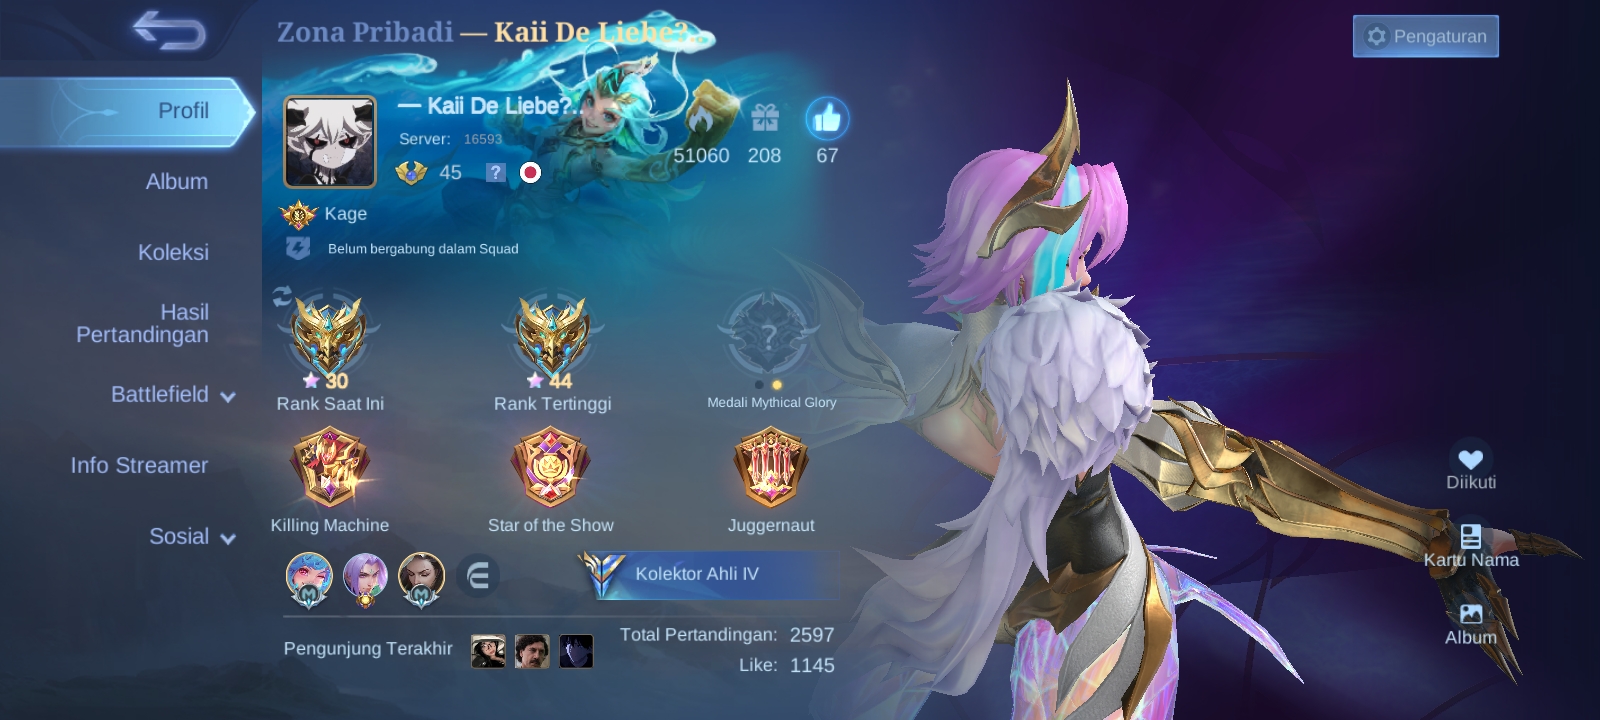 Zona Pribadi — Kaii De Liebe?..
Pengaturan
Profil
Album
Koleksi
Hasil
Pertandingan
Battlefield
Info Streamer
Sosial
— Kaii De Liebe?..
Server: 16593
45 ?
51060 208 67
Kage
Belum bergabung dalam Squad
30
Rank Saat Ini
44
Rank Tertinggi
?
Medali Mythical Glory
Killing Machine
Star of the Show
Juggernaut
M
M
Kolektor Ahli IV
Pengunjung Terakhir
Total Pertandingan: 2597
Like: 1145
Diikuti
Kartu Nama
Album